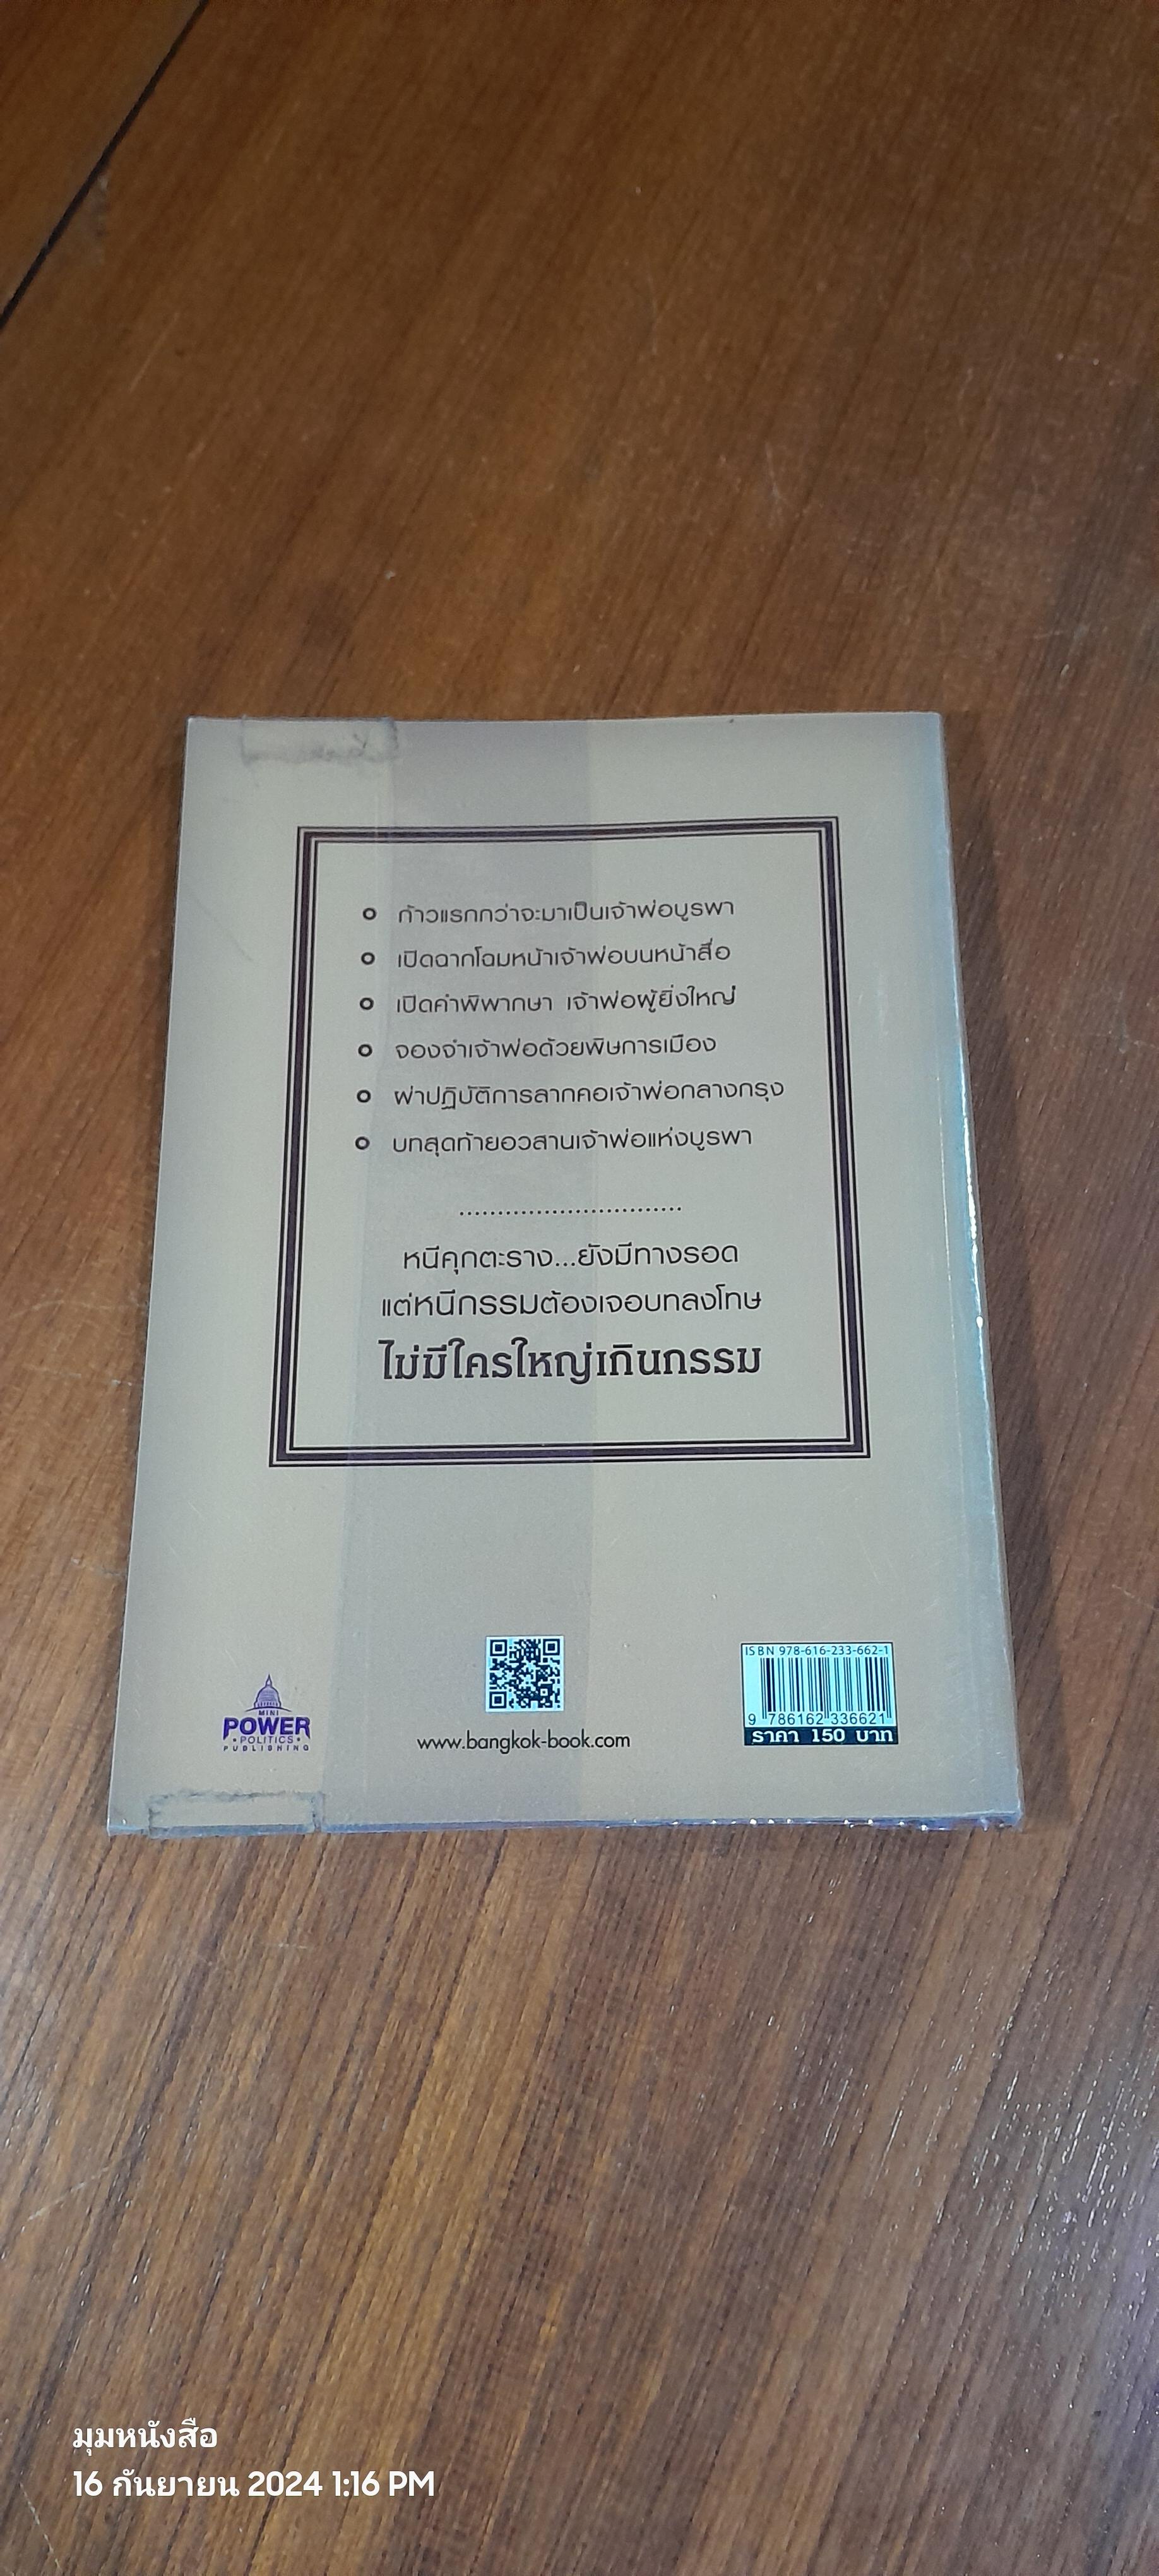 ก้าวแรกกว่าจะมาเป็นเจ้าพ่อบูรพา
เปิดฉากโฉมหน้าเจ้าพ่อบนหน้าสื่อ
เปิดคำพิพากษา เจ้าพ่อผู้ยิ่งใหญ่
จองจำเจ้าพ่อด้วยพิษการเมือง
ผ่าปฏิบัติการลากคอเจ้าพ่อกลางกรุง
บทสุดท้ายอวสานเจ้าพ่อแห่งบูรพา
.............................
หนีคุกตะราง...ยังมีทางรอด
แต่หนีกรรมต้องเจอบทลงโทษ
ไม่มีใครใหญ่เกินกรรม
MINI
POWER
•POLITICS•
PUBLISHING
www.bangkok-book.com
ISBN 978-616-233-662-1
9 786162 336621
ราคา 150 บาท
มุมหนังสือ
16 กันยายน 2024 1:16 PM